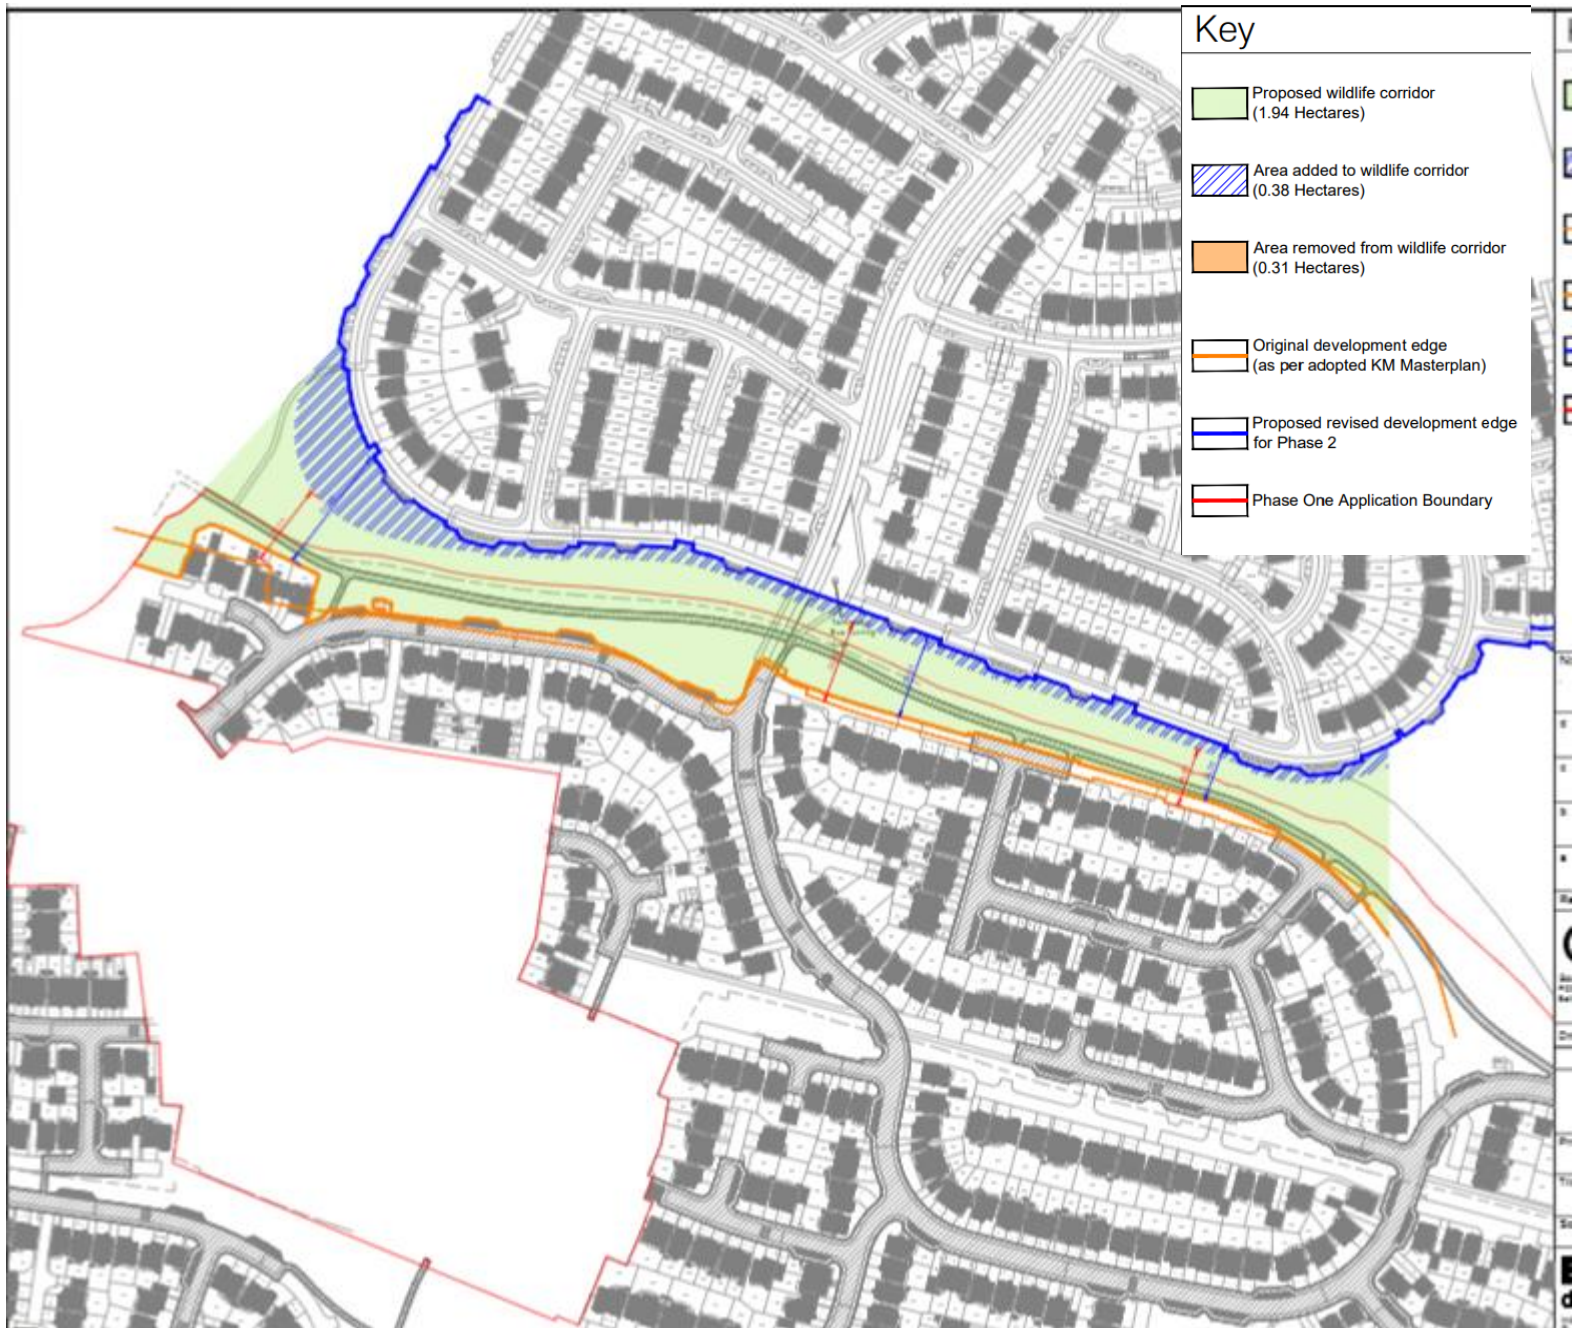 Key
Proposed wildlife corridor
(1.94 Hectares)
Area added to wildlife corridor
(0.38 Hectares)
Area removed from wildlife corridor
(0.31 Hectares)
Original development edge
(as per adopted KM Masterplan)
Proposed revised development edge
for Phase 2
Phase One Application Boundary